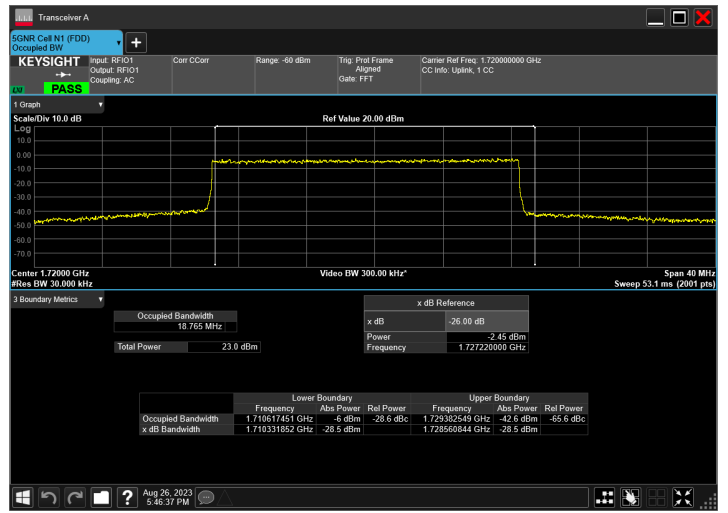 Transceiver A
5GNR Cell N1 (FDD)
Occupied BW
KEYSIGHT
LXI
PASS
Input: RFIO1
Output: RFIO1
Coupling: AC
Corr CCorr
Range: -60 dBm
Trig: Prot Frame
Aligned
Gate: FFT
Carrier Ref Freq: 1.720000000 GHz
CC Info: Uplink, 1 CC
1 Graph
Scale/Div 10.0 dB
Ref Value 20.00 dBm
Log
10.0
0.00
-10.0
-20.0
-30.0
-40.0
-50.0
-60.0
-70.0
Center 1.72000 GHz
Video BW 300.00 kHz*
Span 40 MHz
#Res BW 30.000 kHz
Sweep 53.1 ms (2001 pts)
3 Boundary Metrics
Occupied Bandwidth
18.765 MHz
Total Power 23.0 dBm
x dB Reference
x dB -26.00 dB
Power -2.45 dBm
Frequency 1.727220000 GHz
Lower Boundary Upper Boundary
Frequency Abs Power Rel Power Frequency Abs Power Rel Power
Occupied Bandwidth 1.710617451 GHz -6 dBm -28.6 dBc 1.729382549 GHz -42.6 dBm -65.6 dBc
x dB Bandwidth 1.710331852 GHz -28.5 dBm 1.728560844 GHz -28.5 dBm
?
Aug 26, 2023
5:46:37 PM